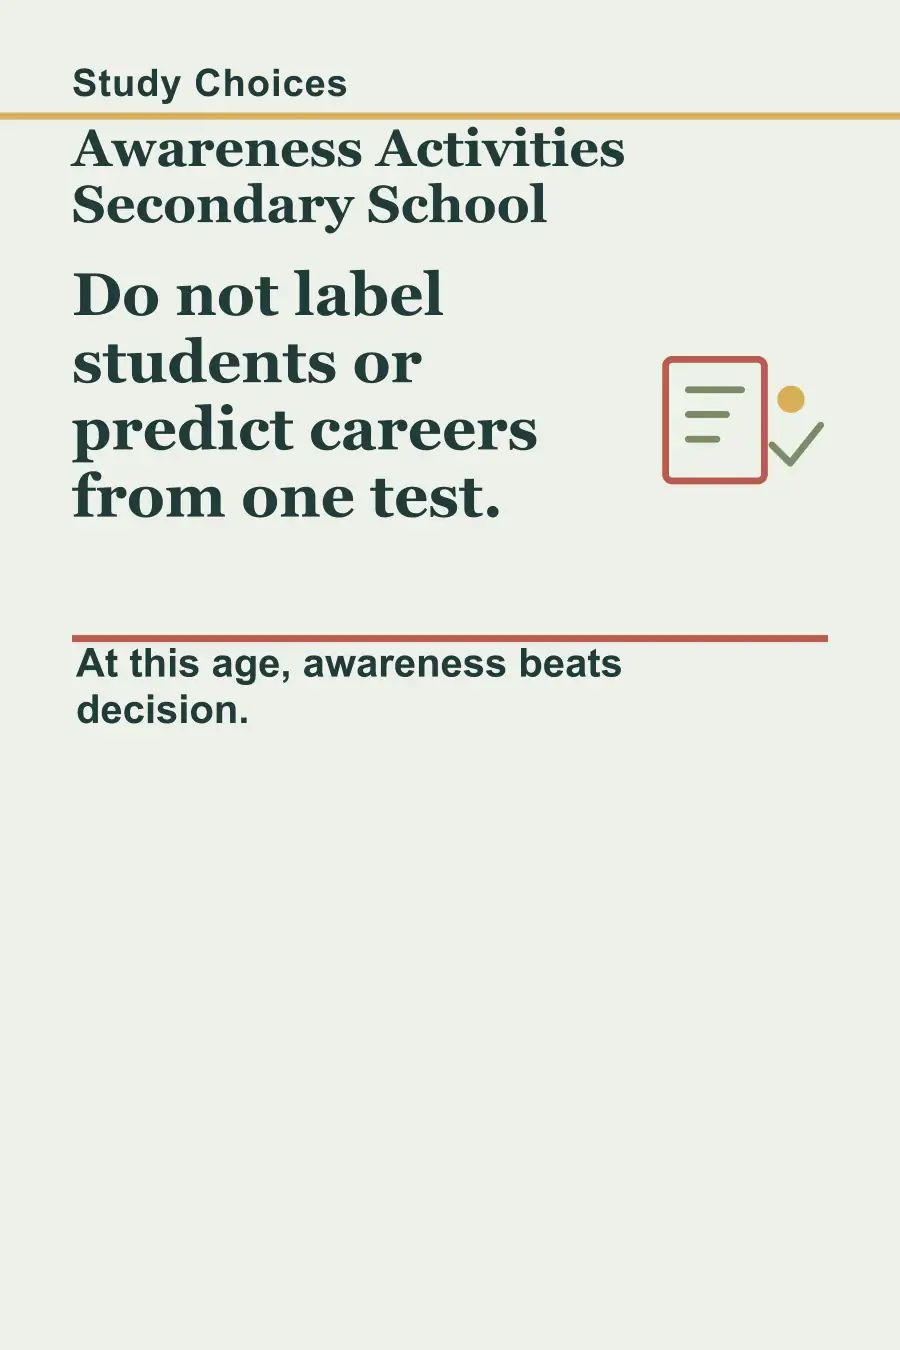 Study Choices
Awareness Activities
Secondary School
Do not label
students or
predict careers
from one test.
At this age, awareness beats
decision.